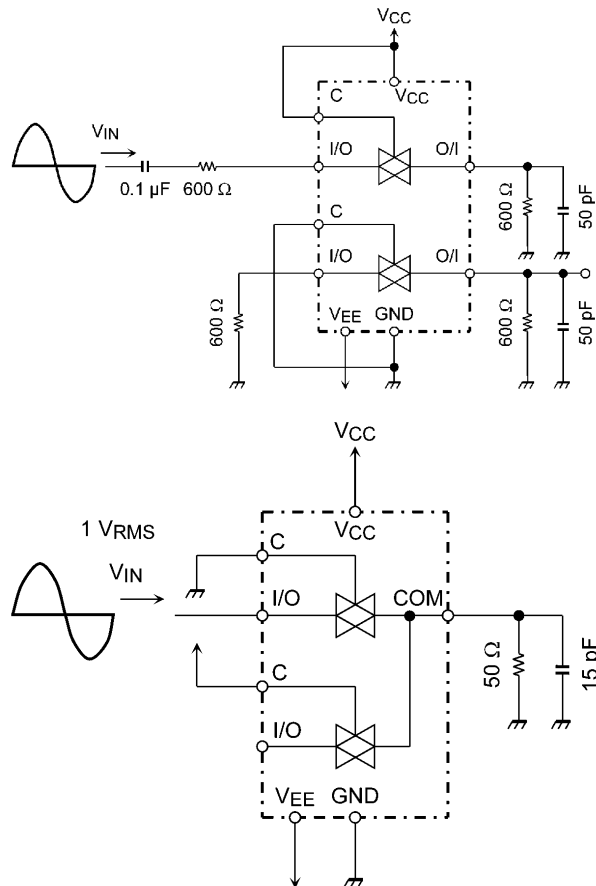 VCC
C
VCC
VIN
I/O
O/I
0.1 µF
600 Ω
600 Ω
50 pF
C
I/O
O/I
VEE
GND
600 Ω
600 Ω
50 pF
VCC
VCC
1 VRMS
C
VIN
I/O
COM
50 Ω
15 pF
C
I/O
VEE
GND